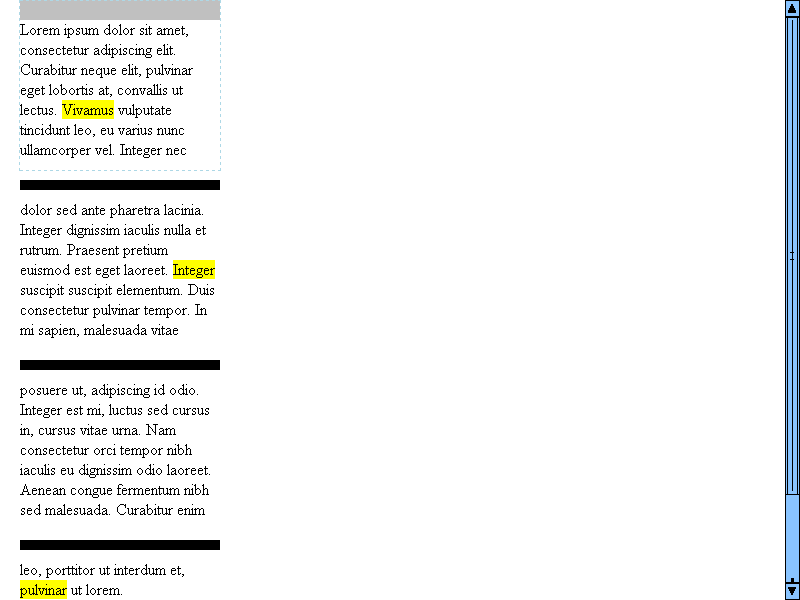 Lorem ipsum dolor sit amet,
consectetur adipiscing elit.
Curabitur neque elit, pulvinar
eget lobortis at, convallis ut
lectus. Vivamus vulputate
tincidunt leo, eu varius nunc
ullamcorper vel. Integer nec
dolor sed ante pharetra lacinia.
Integer dignissim iaculis nulla et
rutrum. Praesent pretium
euismod est eget laoreet. Integer
suscipit suscipit elementum. Duis
consectetur pulvinar tempor. In
mi sapien, malesuada vitae
posuere ut, adipiscing id odio.
Integer est mi, luctus sed cursus
in, cursus vitae urna. Nam
consectetur orci tempor nibh
iaculis eu dignissim odio laoreet.
Aenean congue fermentum nibh
sed malesuada. Curabitur enim
leo, porttitor ut interdum et,
pulvinar ut lorem.